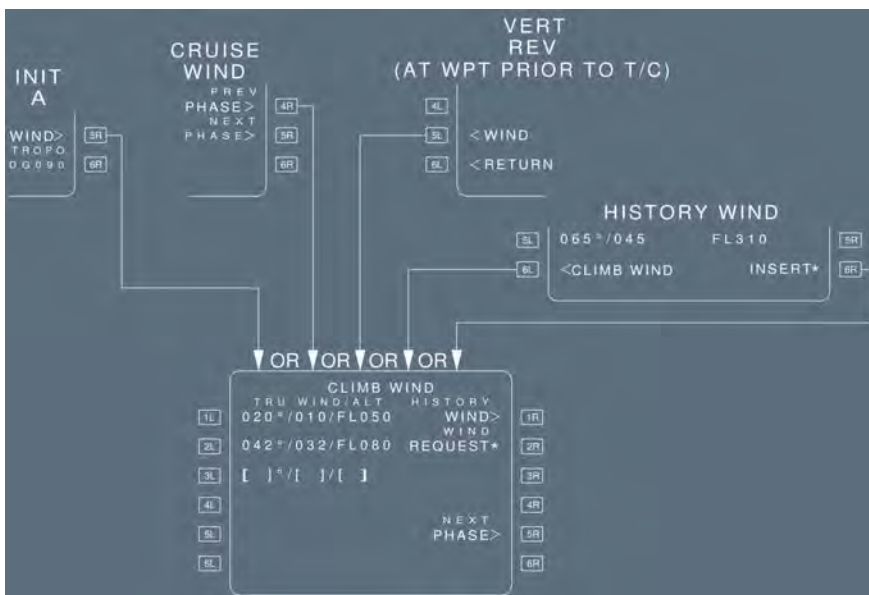 INIT
A
WIND>
5R
TROPO
DG090
6R
CRUISE
WIND
PREV
PHASE>
4R
NEXT
PHASE>
5R
6R
VERT
REV
(AT WPT PRIOR TO T/C)
4L
5L
<WIND
6L
<RETURN
HISTORY WIND
5L
065°/045 FL310
5R
6L
<CLIMB WIND INSERT*
6R
OR OR OR OR
CLIMB WIND
TRU WIND/ALT HISTORY
1L 020°/010/FL050 WIND> 1R
WIND
2L 042°/032/FL080 REQUEST* 2R
3L [ ]°/[ ]/[ ] 3R
4L 4R
NEXT
5L PHASE> 5R
6L 6R